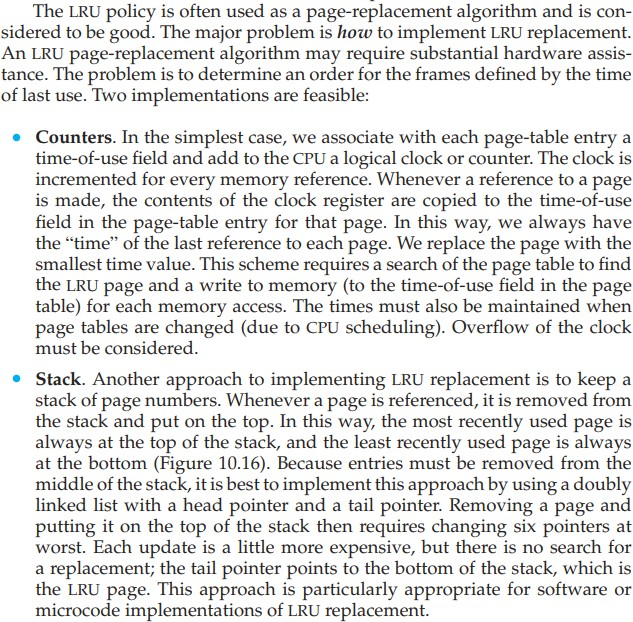 The LRU policy is often used as a page-replacement algorithm and is con-
sidered to be good. The major problem is how to implement LRU replacement.
An LRU page-replacement algorithm may require substantial hardware assis-
tance. The problem is to determine an order for the frames defined by the time
of last use. Two implementations are feasible:
• Counters. In the simplest case, we associate with each page-table entry a
time-of-use field and add to the CPU a logical clock or counter. The clock is
incremented for every memory reference. Whenever a reference to a page
is made, the contents of the clock register are copied to the time-of-use
field in the page-table entry for that page. In this way, we always have
the “time” of the last reference to each page. We replace the page with the
smallest time value. This scheme requires a search of the page table to find
the LRU page and a write to memory (to the time-of-use field in the page
table) for each memory access. The times must also be maintained when
page tables are changed (due to CPU scheduling). Overflow of the clock
must be considered.
• Stack. Another approach to implementing LRU replacement is to keep a
stack of page numbers. Whenever a page is referenced, it is removed from
the stack and put on the top. In this way, the most recently used page is
always at the top of the stack, and the least recently used page is always
at the bottom (Figure 10.16). Because entries must be removed from the
middle of the stack, it is best to implement this approach by using a doubly
linked list with a head pointer and a tail pointer. Removing a page and
putting it on the top of the stack then requires changing six pointers at
worst. Each update is a little more expensive, but there is no search for
a replacement; the tail pointer points to the bottom of the stack, which is
the LRU page. This approach is particularly appropriate for software or
microcode implementations of LRU replacement.